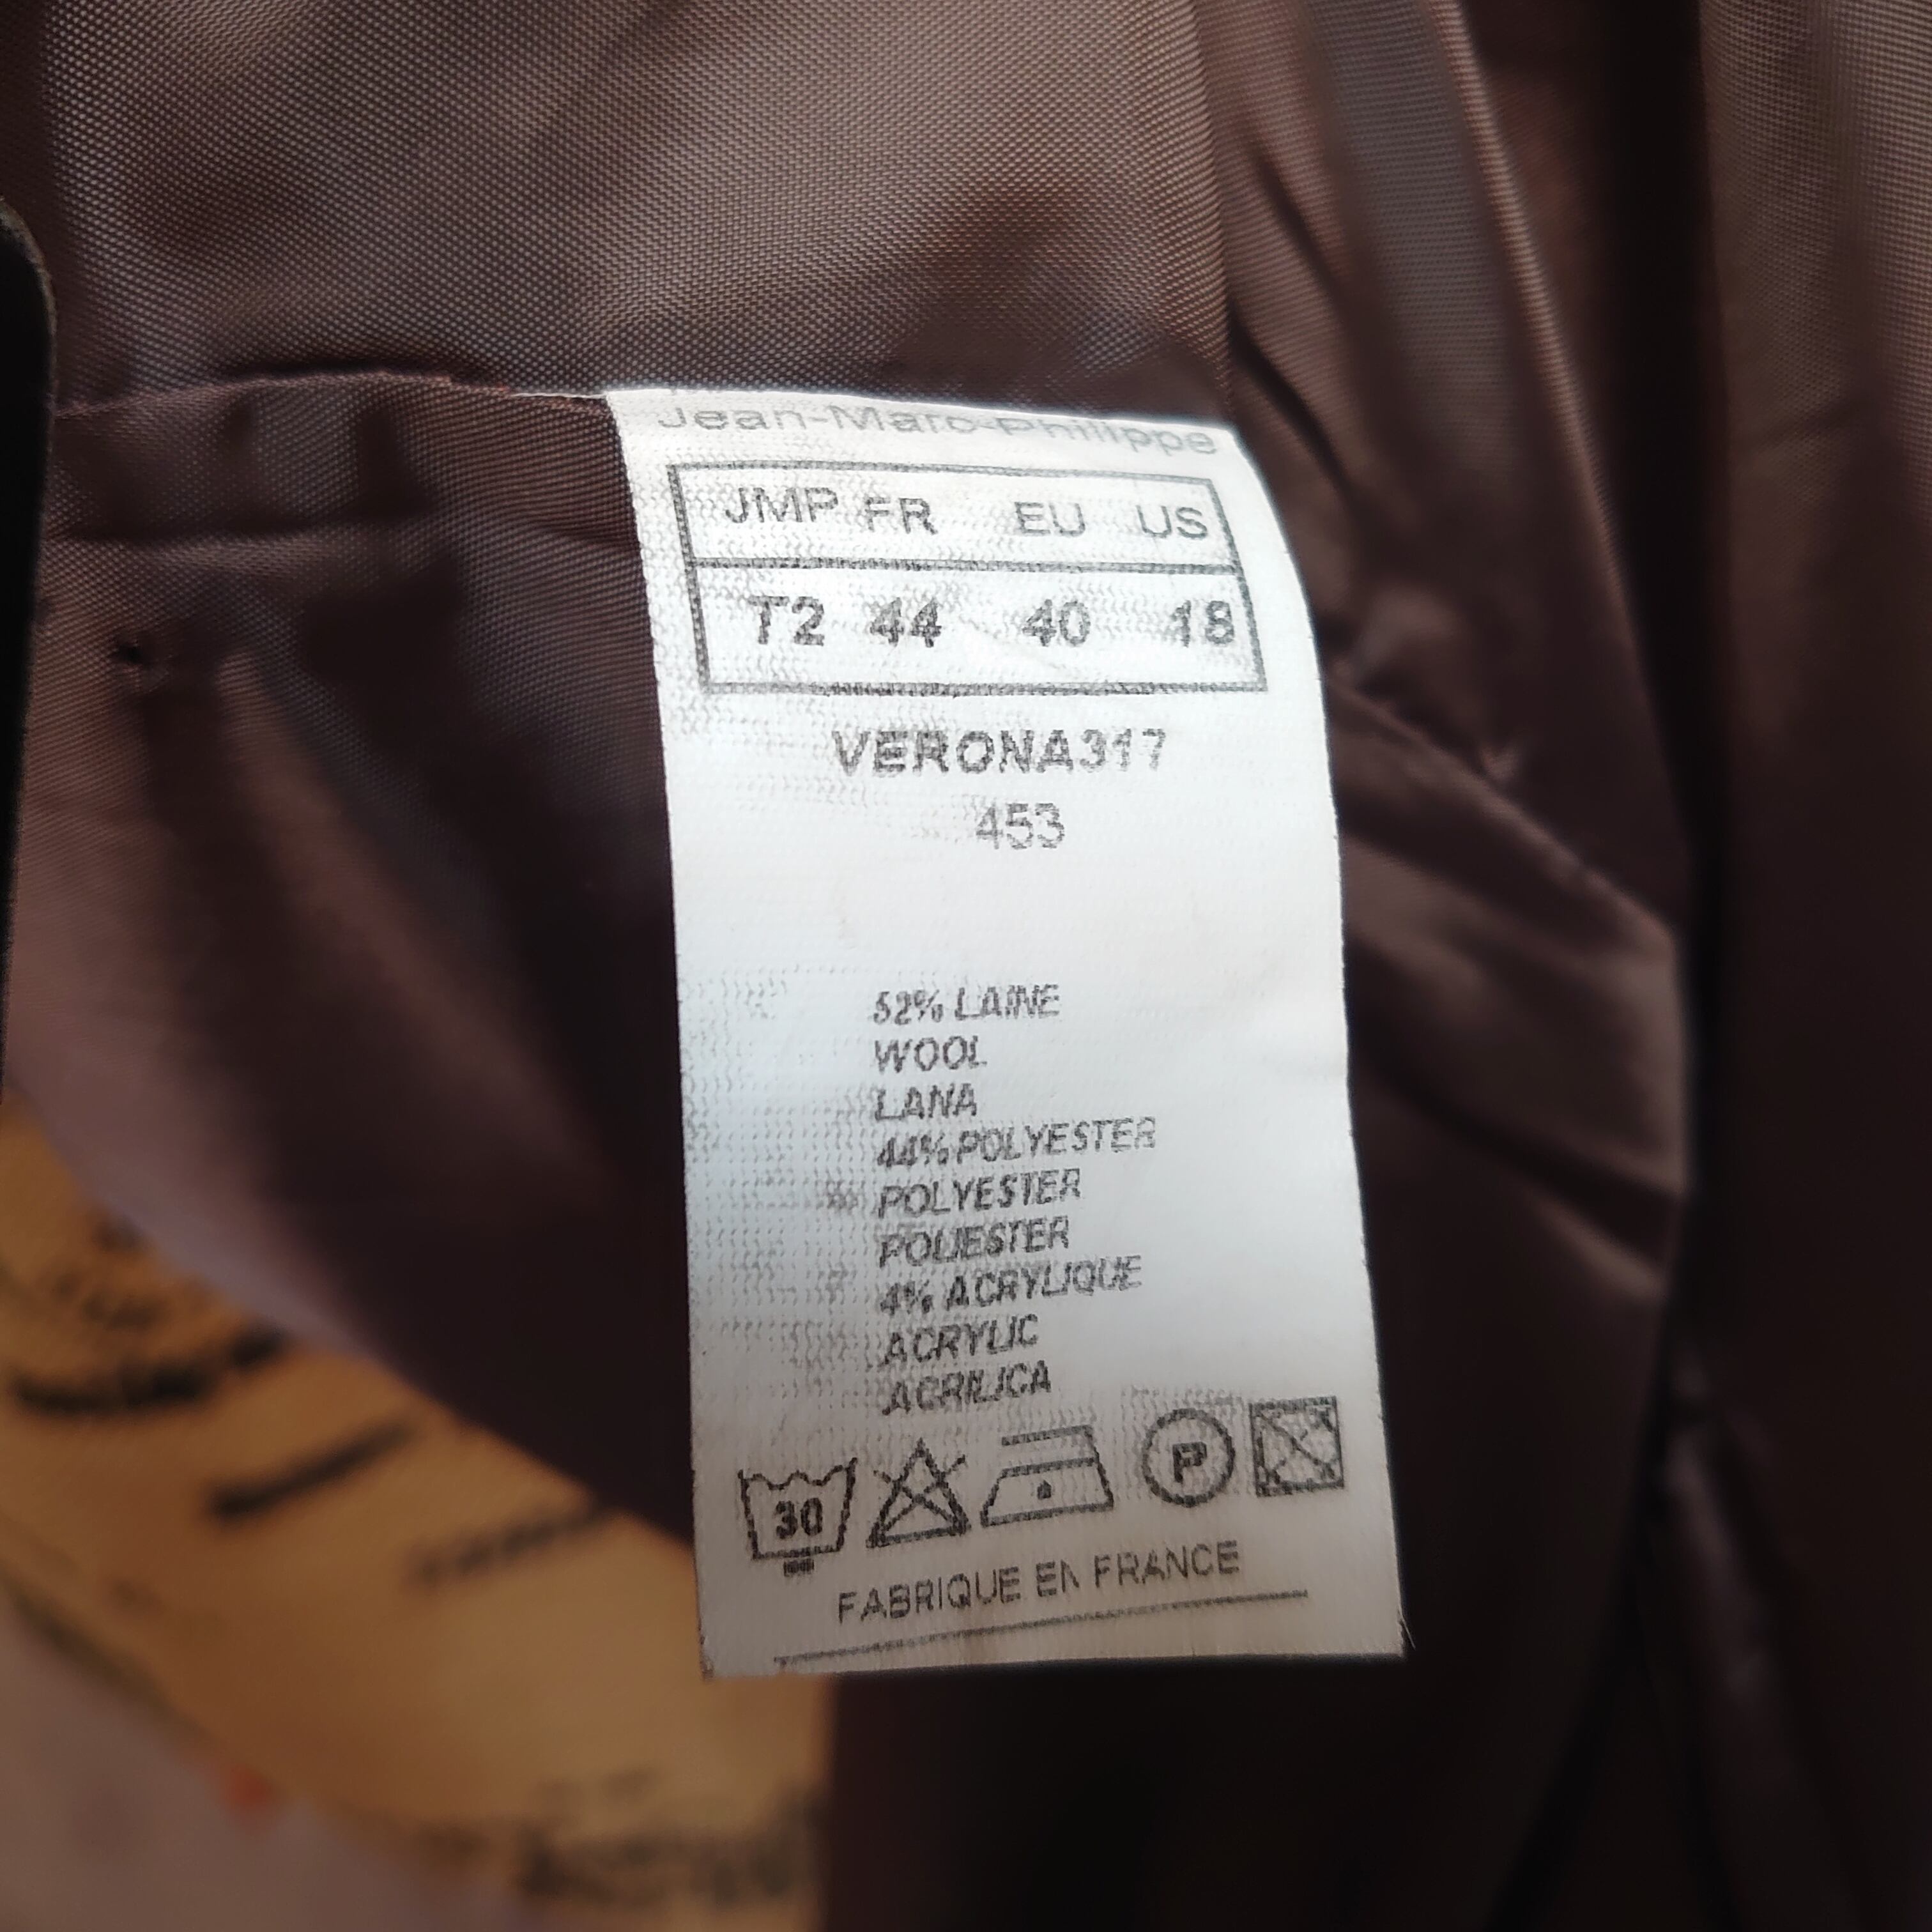 Jean-Marc-Philippe
JMP FR EU US
T2 44 40 18
VERONA317
453
52% LAINE
WOOL
LANA
44% POLYESTER
POLYESTER
POLIESTER
4% ACRYLIQUE
ACRYLIC
ACRILICA
30 P
FABRIQUE EN FRANCE